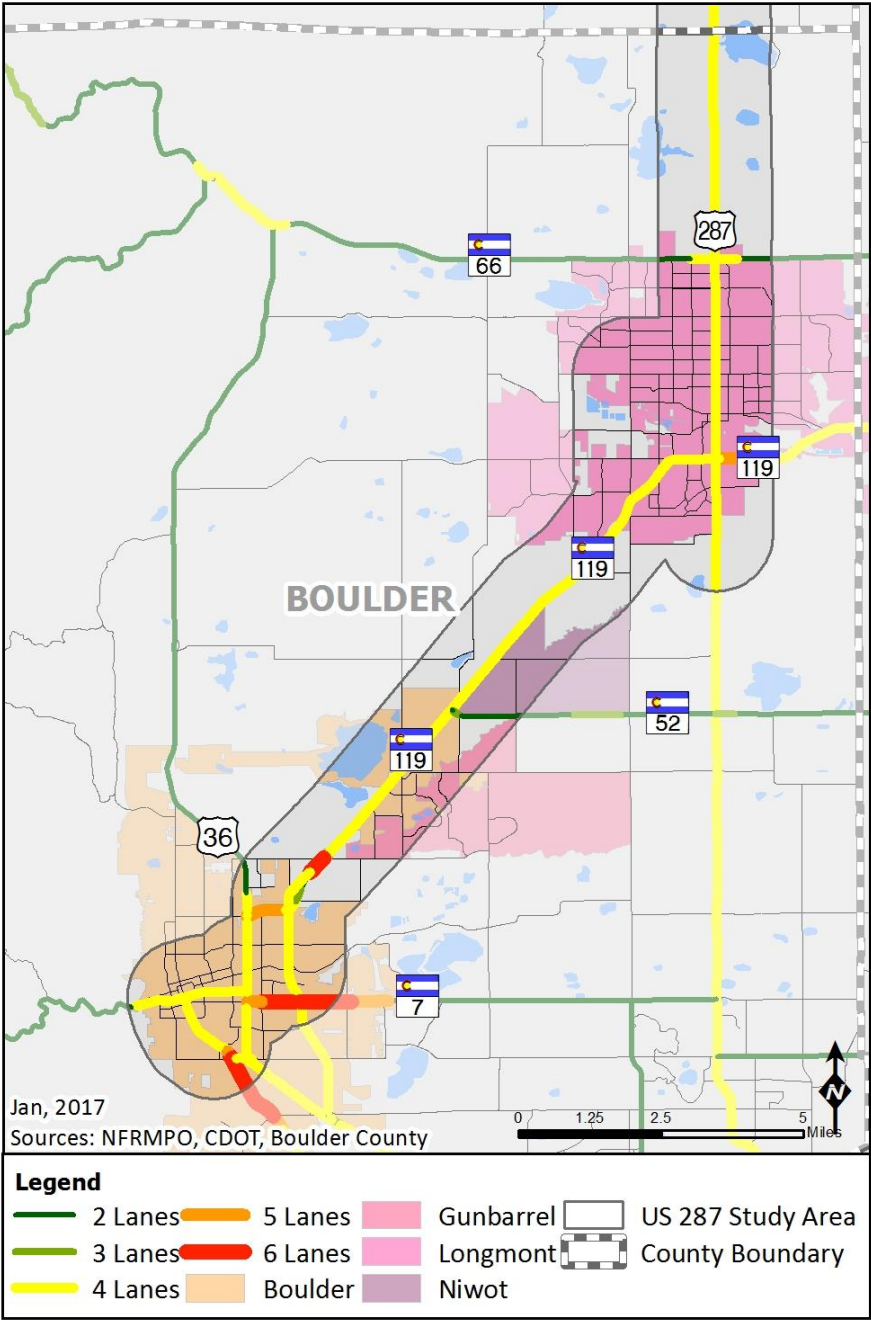 287
66
119
119
BOULDER
52
119
36
7
N
Jan, 2017
Sources: NFRMPO, CDOT, Boulder County
0 1.25 2.5 5
Miles
Legend
2 Lanes 5 Lanes Gunbarrel US 287 Study Area
3 Lanes 6 Lanes Longmont County Boundary
4 Lanes Boulder Niwot